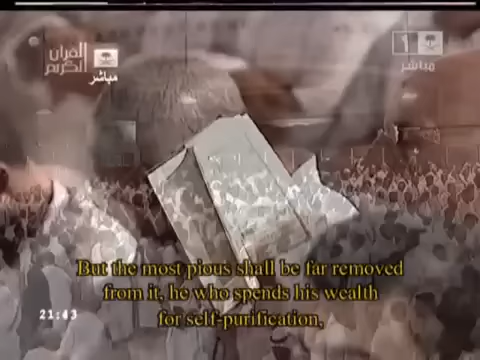 القرآن
الكريم
مباشر
1
مباشر
But the most pious shall be far removed
from it, he who spends his wealth
for self-purification,
21:43